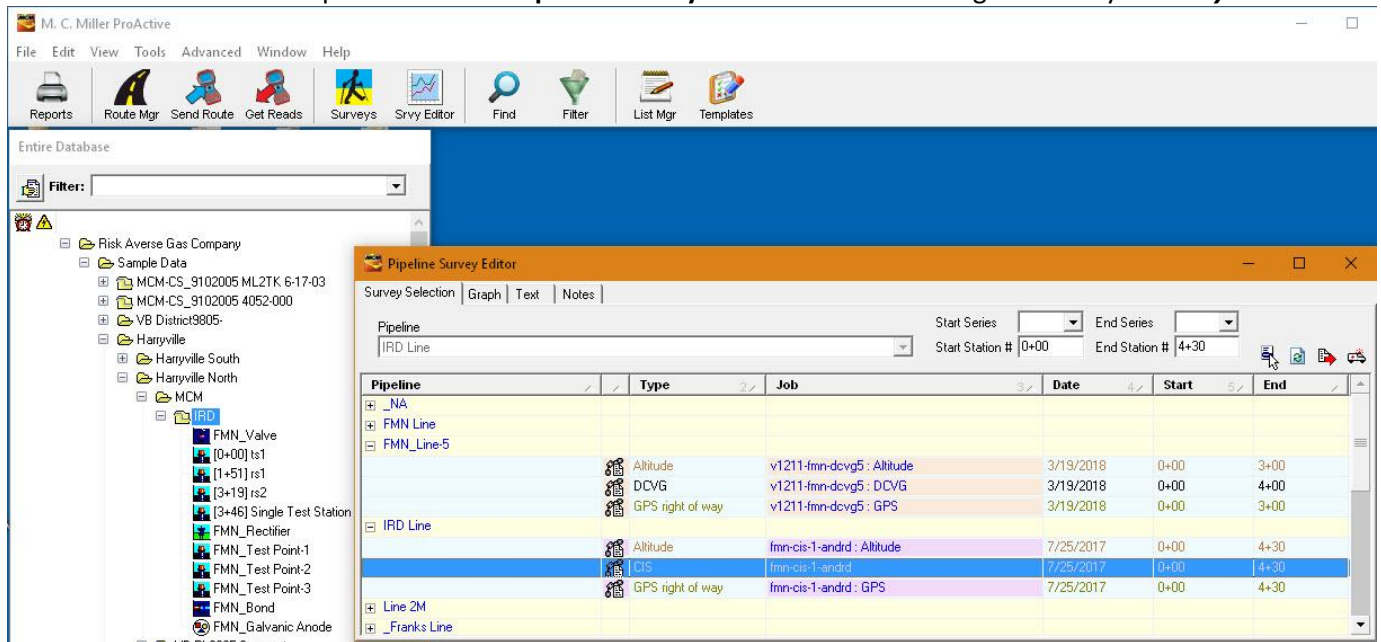 M. C. Miller ProActive
File Edit View Tools Advanced Window Help
Reports Route Mgr Send Route Get Reads Surveys Srvy Editor Find Filter List Mgr Templates
Entire Database
Filter:
Risk Averse Gas Company
Sample Data
MCM-CS_9102005 ML2TK 6-17-03
MCM-CS_9102005 4052-000
VB District9805-
Harryville
Harryville South
Harryville North
MCM
IRD
FMN_Valve
[0+00] ts1
[1+51] rs1
[3+19] rs2
[3+46] Single Test Station
FMN_Rectifier
FMN_Test Point-1
FMN_Test Point-2
FMN_Test Point-3
FMN_Bond
FMN_Galvanic Anode
Pipeline Survey Editor
Survey Selection Graph Text Notes
Pipeline
IRD Line
Start Series End Series
Start Station # 0+00 End Station # 4+30
Pipeline Type 2 Job 3 Date 4 Start 5 End
_NA
FMN Line
FMN_Line-5
Altitude v1211-fmn-dcvg5 : Altitude 3/19/2018 0+00 3+00
DCVG v1211-fmn-dcvg5 : DCVG 3/19/2018 0+00 4+00
GPS right of way v1211-fmn-dcvg5 : GPS 3/19/2018 0+00 3+00
IRD Line
Altitude fmn-cis-1-andrd : Altitude 7/25/2017 0+00 4+30
CIS fmn-cis-1-andrd 7/25/2017 0+00 4+30
GPS right of way fmn-cis-1-andrd : GPS 7/25/2017 0+00 4+30
Line 2M
_Franks Line